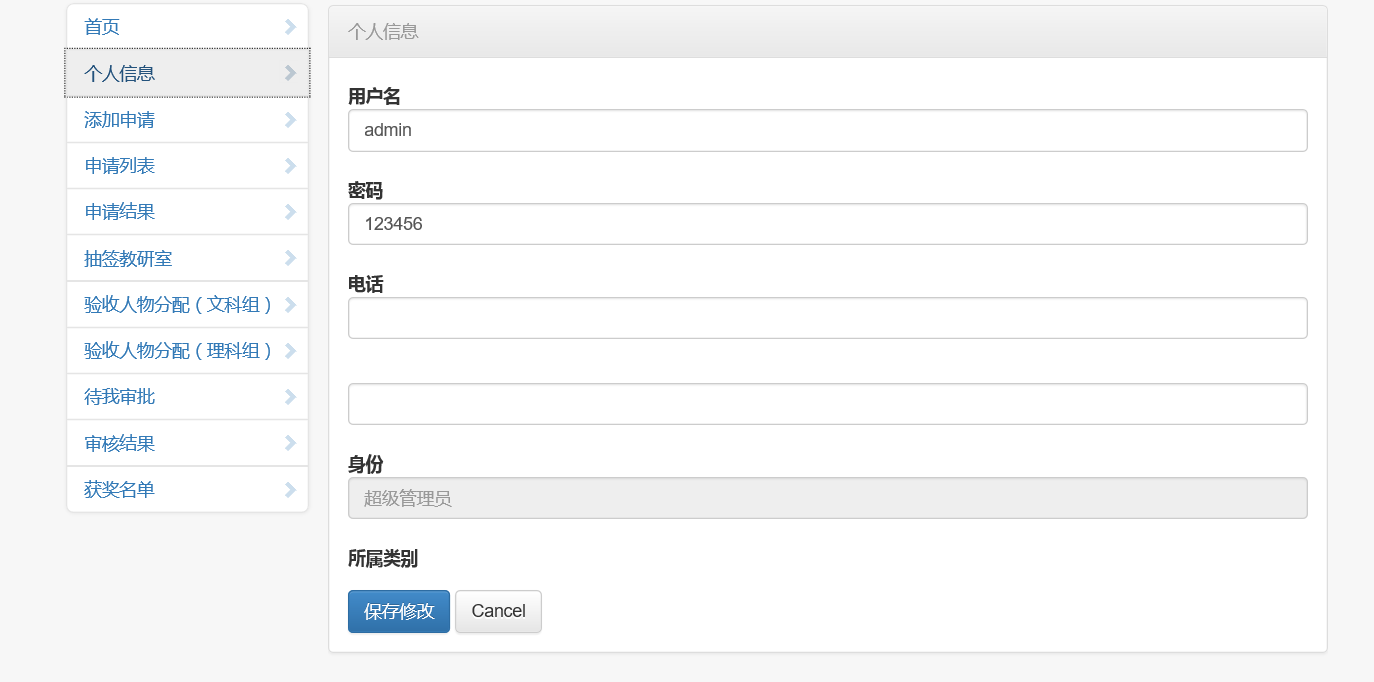 首页
个人信息
添加申请
申请列表
申请结果
抽签教研室
验收人物分配（文科组）
验收人物分配（理科组）
待我审批
审核结果
获奖名单
个人信息
用户名
admin
密码
123456
电话
身份
超级管理员
所属类别
保存修改 Cancel